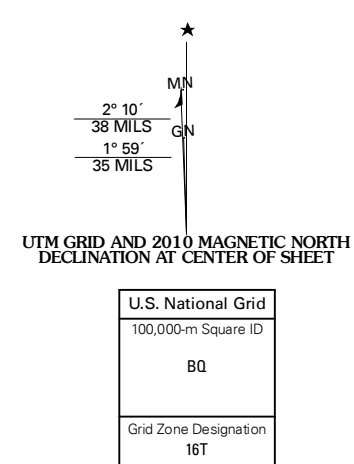 ★
MN
2° 10´
38 MILS
GN
1° 59´
35 MILS
UTM GRID AND 2010 MAGNETIC NORTH
DECLINATION AT CENTER OF SHEET
U.S. National Grid
100,000-m Square ID
BQ
Grid Zone Designation
16T